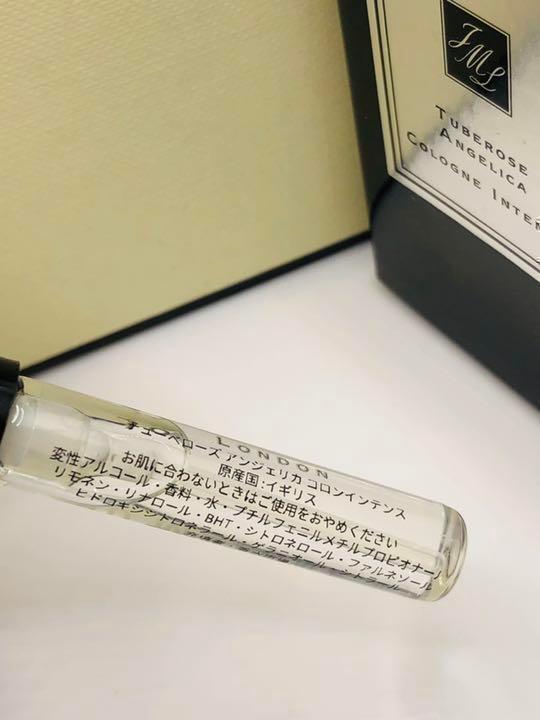 JML
TUBEROSE
ANGELICA
COLOGNE INTEN
LONDON
チューベローズ アンジェリカ コロンインテンス
原産国:イギリス
お肌に合わないときはご使用をおやめください
変性アルコール・香料・水・ブチルフェニルメチルプロピオナール
リモネン・リナロール・BHT・シトロネロール・ファルネソール
ヒドロキシシトロネラール・ゲラニオール・シトラール